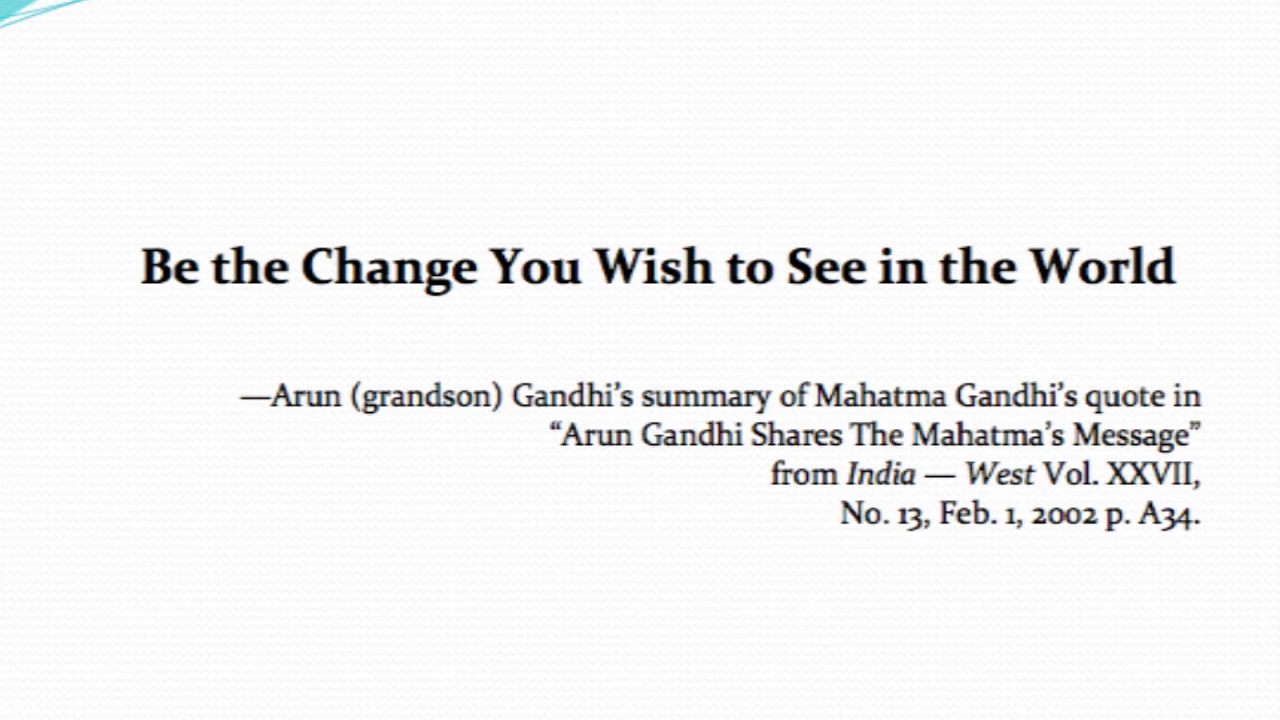 Be the Change You Wish to See in the World
—Arun (grandson) Gandhi’s summary of Mahatma Gandhi’s quote in
“Arun Gandhi Shares The Mahatma’s Message”
from India — West Vol. XXVII,
No. 13, Feb. 1, 2002 p. A34.